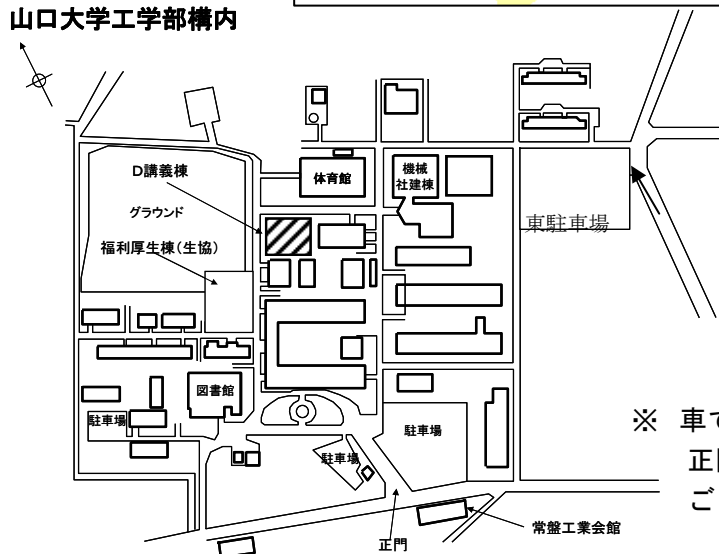 山口大学工学部構内
D講義棟
グラウンド
福利厚生棟(生協)
体育館
機械
社建棟
東駐車場
図書館
駐車場
駐車場
駐車場
※ 車で
正門
ご
常盤工業会館
正門